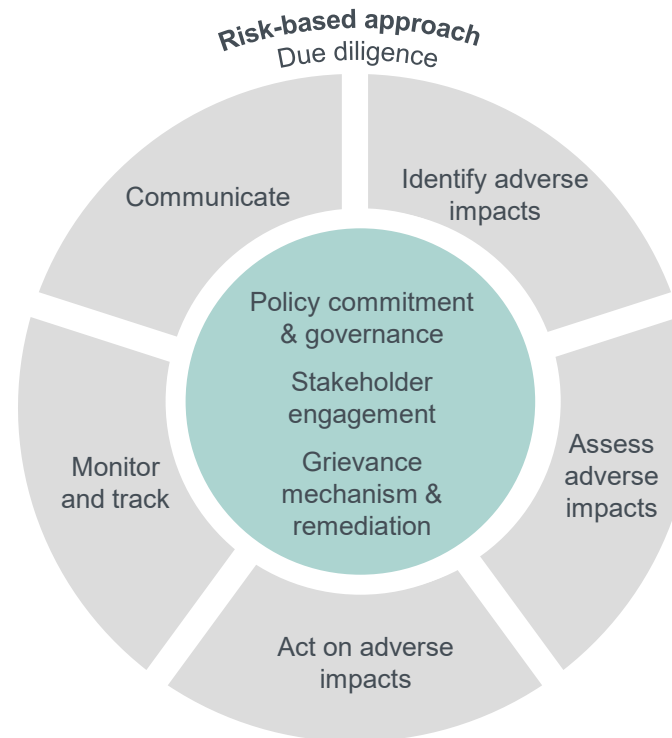 Risk-based approach
Due diligence
Identify adverse
impacts
Assess
adverse
impacts
Act on adverse
impacts
Monitor
and track
Communicate
Policy commitment
& governance
Stakeholder
engagement
Grievance
mechanism &
remediation